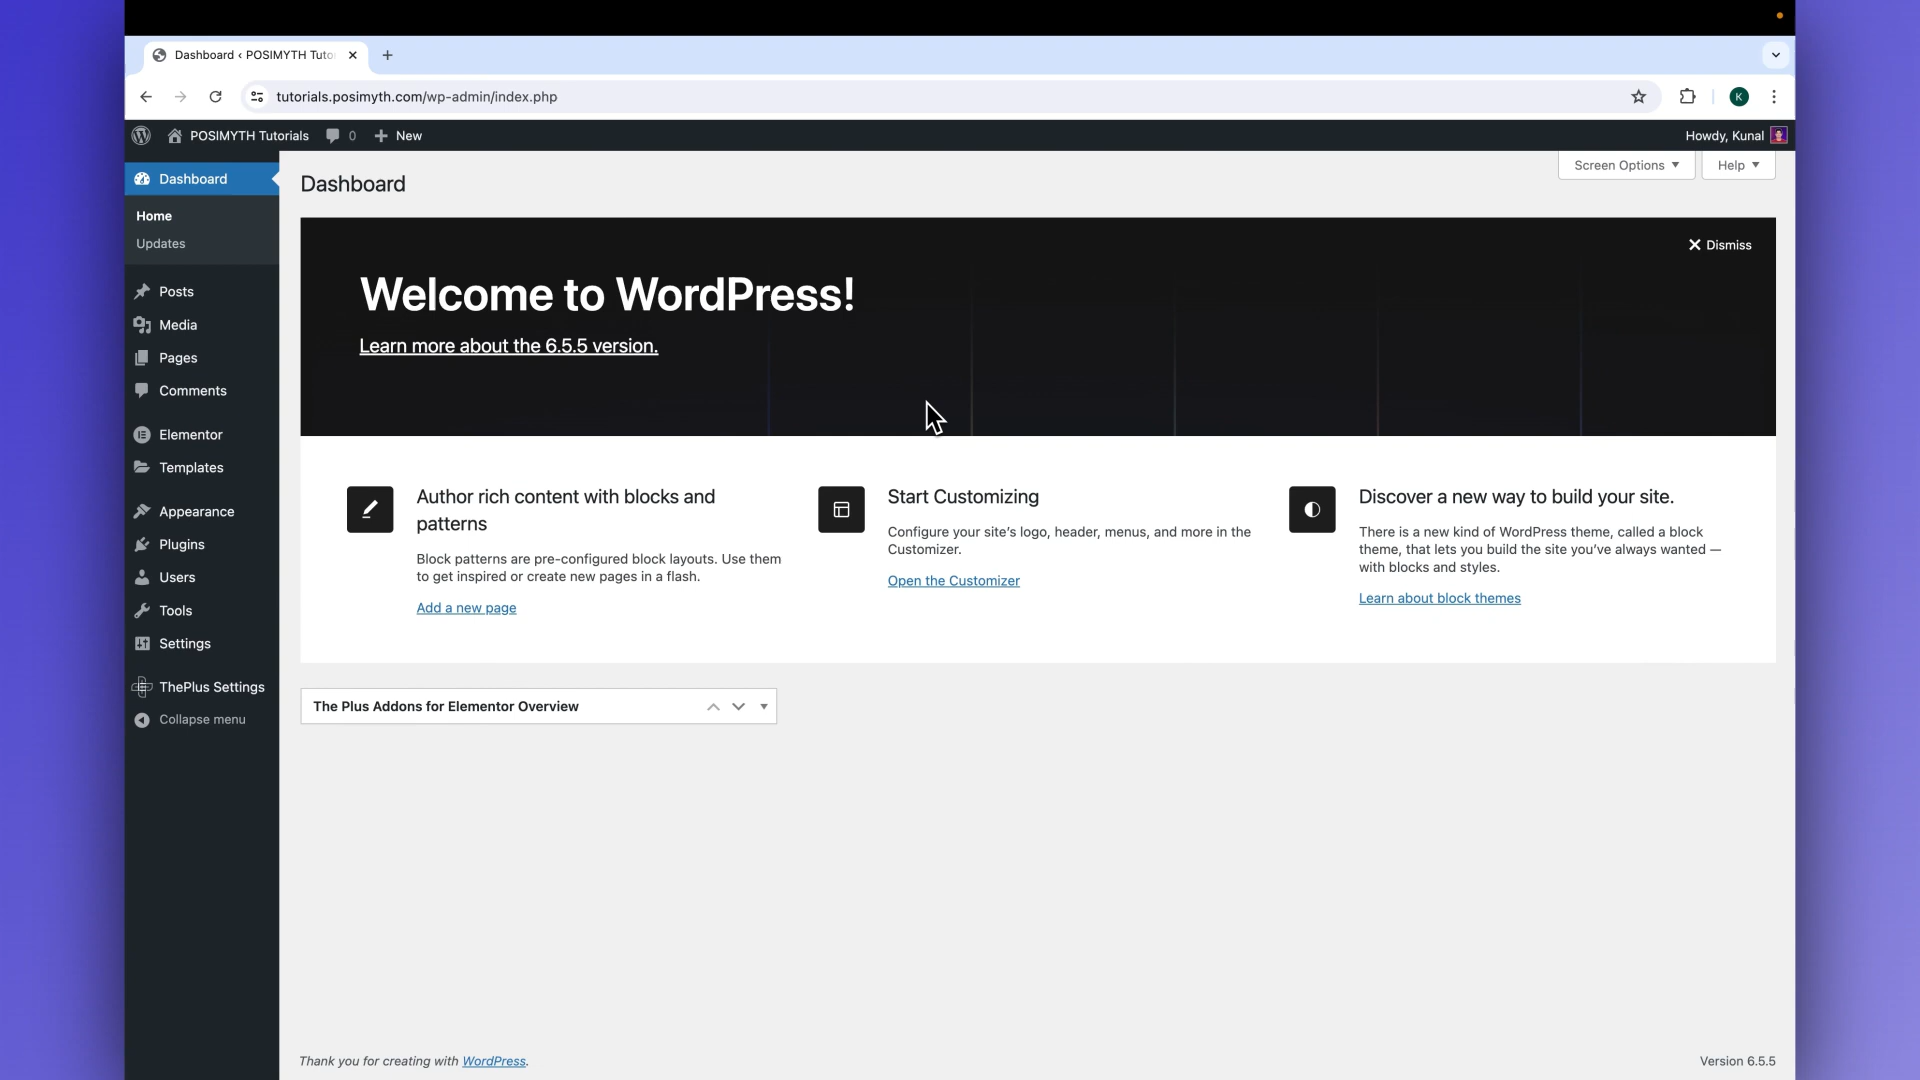 Dashboard ‹ POSIMYTH Tuto
tutorials.posimyth.com/wp-admin/index.php
K
POSIMYTH Tutorials
0
New
Howdy, Kunal
Dashboard
Home
Updates
Posts
Media
Pages
Comments
Elementor
Templates
Appearance
Plugins
Users
Tools
Settings
ThePlus Settings
Collapse menu
Dashboard
Screen Options
Help
Dismiss
Welcome to WordPress!
Learn more about the 6.5.5 version.
Author rich content with blocks and
patterns
Block patterns are pre-configured block layouts. Use them
to get inspired or create new pages in a flash.
Add a new page
Start Customizing
Configure your site’s logo, header, menus, and more in the
Customizer.
Open the Customizer
Discover a new way to build your site.
There is a new kind of WordPress theme, called a block
theme, that lets you build the site you’ve always wanted —
with blocks and styles.
Learn about block themes
The Plus Addons for Elementor Overview
Thank you for creating with WordPress.
Version 6.5.5